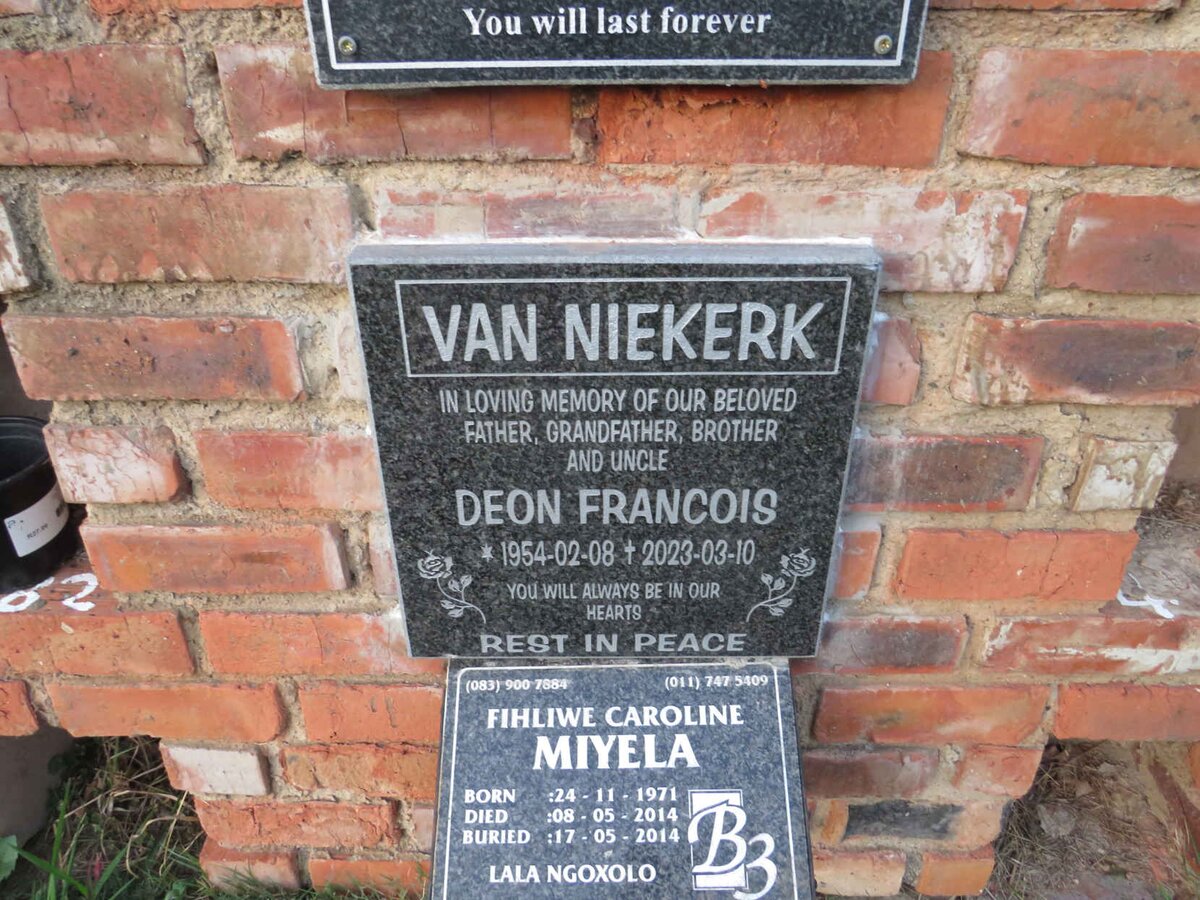 You will last forever
VAN NIEKERK
IN LOVING MEMORY OF OUR BELOVED
FATHER, GRANDFATHER, BROTHER
AND UNCLE
DEON FRANCOIS
* 1954-02-08 † 2023-03-10
YOU WILL ALWAYS BE IN OUR
HEARTS
REST IN PEACE
(083) 900 7884 (011) 747 5409
FIHLIWE CAROLINE
MIYELA
BORN :24 - 11 - 1971
DIED :08 - 05 - 2014
BURIED :17 - 05 - 2014
B3
LALA NGOXOLO